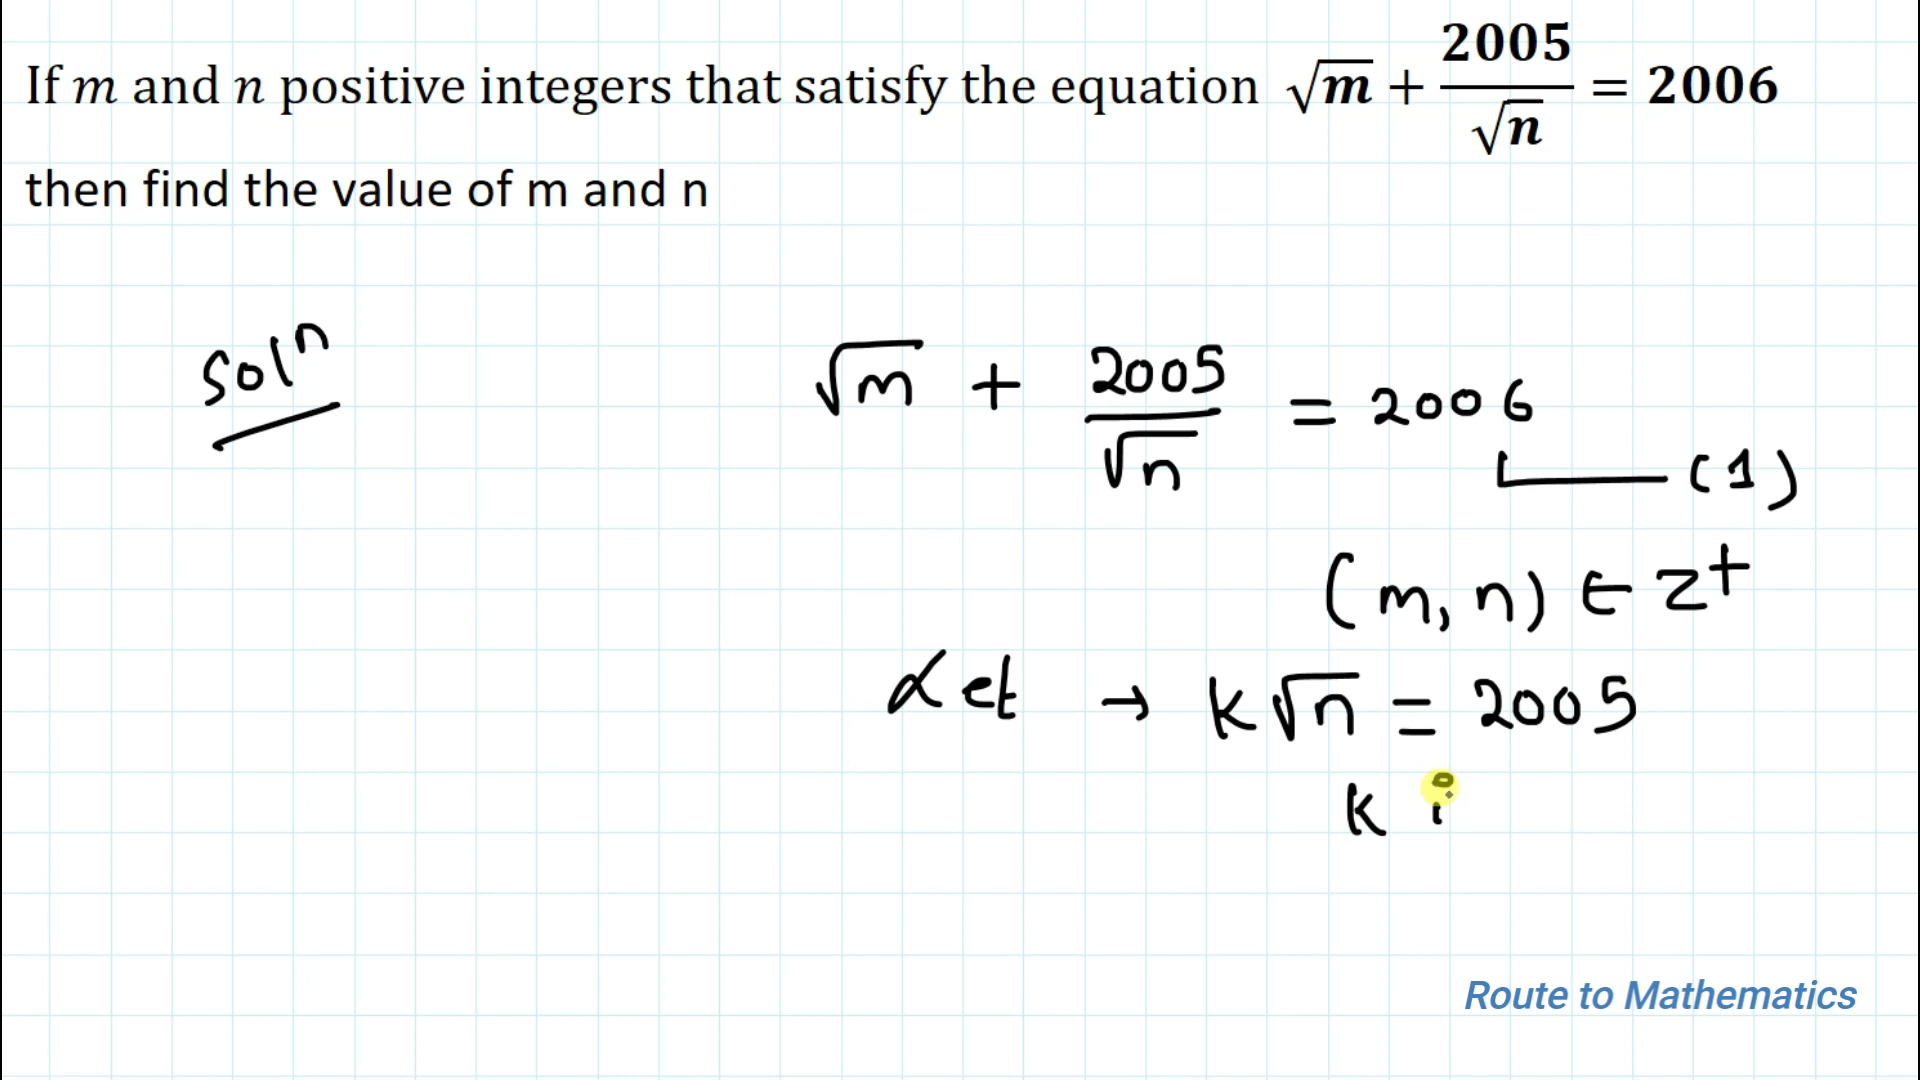 If m and n positive integers that satisfy the equation √m + 2005/√n = 2006
then find the value of m and n
Solⁿ
√m + 2005/√n = 2006
(1)
(m, n) ∈ Z⁺
Let → k√n = 2005
k i
Route to Mathematics